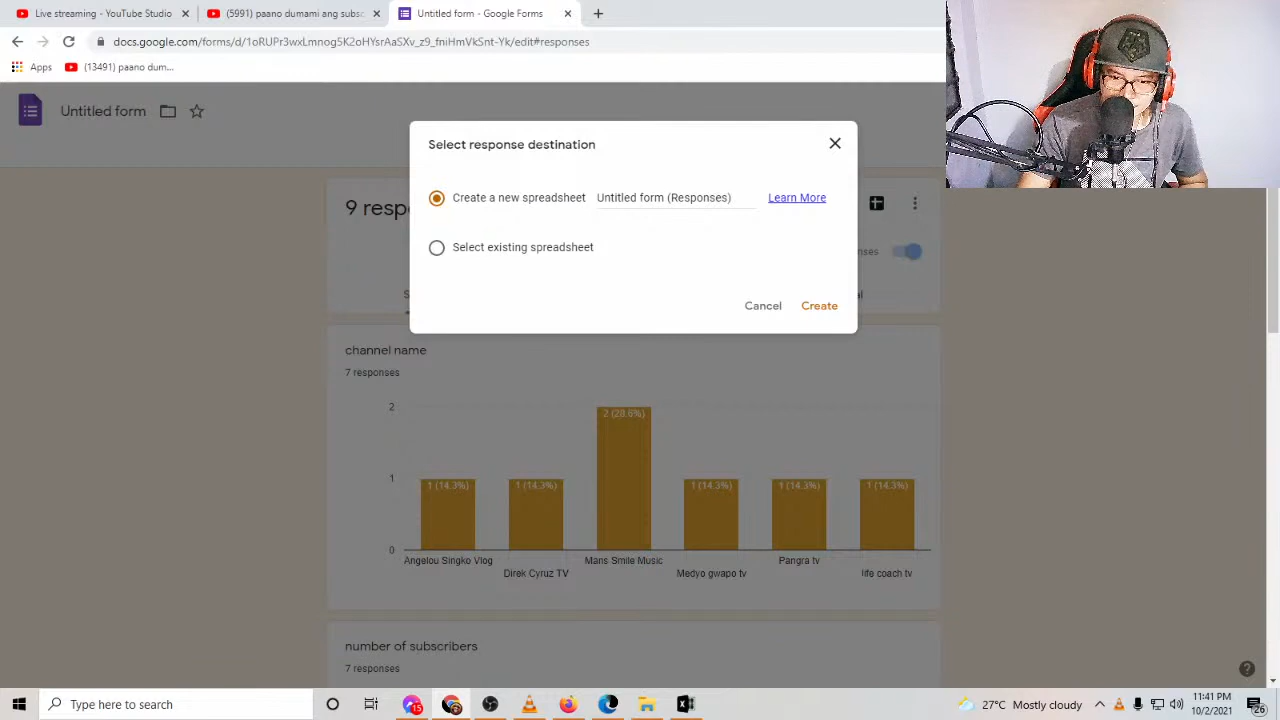 Live streaming - YouTube Studio
(5991) paano dumami ang subs
Untitled form - Google Forms
docs.google.com/forms/d/1oRUPr3wxLmnog5K2oHYsrAaSXv_z9_fniHmVkSnt-Yk/edit#responses
Apps
(13491) paano dum...
Untitled form
Select response destination
Create a new spreadsheet
Untitled form (Responses)
Learn More
9 resp
Select existing spreadsheet
Cancel
Create
channel name
7 responses
2
2 (28.6%)
1
1 (14.3%)
1 (14.3%)
1 (14.3%)
1 (14.3%)
1 (14.3%)
0
Angelou Singko Vlog
Direk Cyruz TV
Mans Smile Music
Medyo gwapo tv
Pangra tv
life coach tv
number of subscribers
7 responses
Type here to search
15
27°C Mostly cloudy
11:41 PM
10/2/2021
26